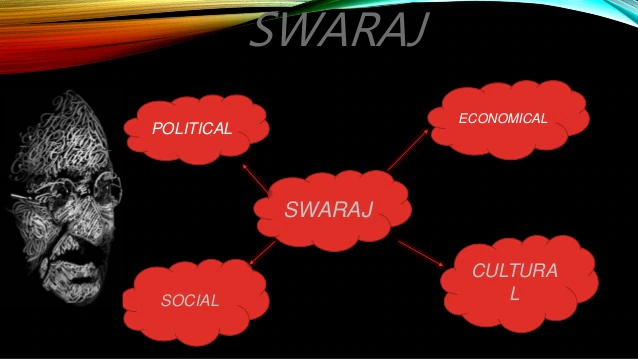 SWARAJ
POLITICAL
ECONOMICAL
SWARAJ
SOCIAL
CULTURA
L